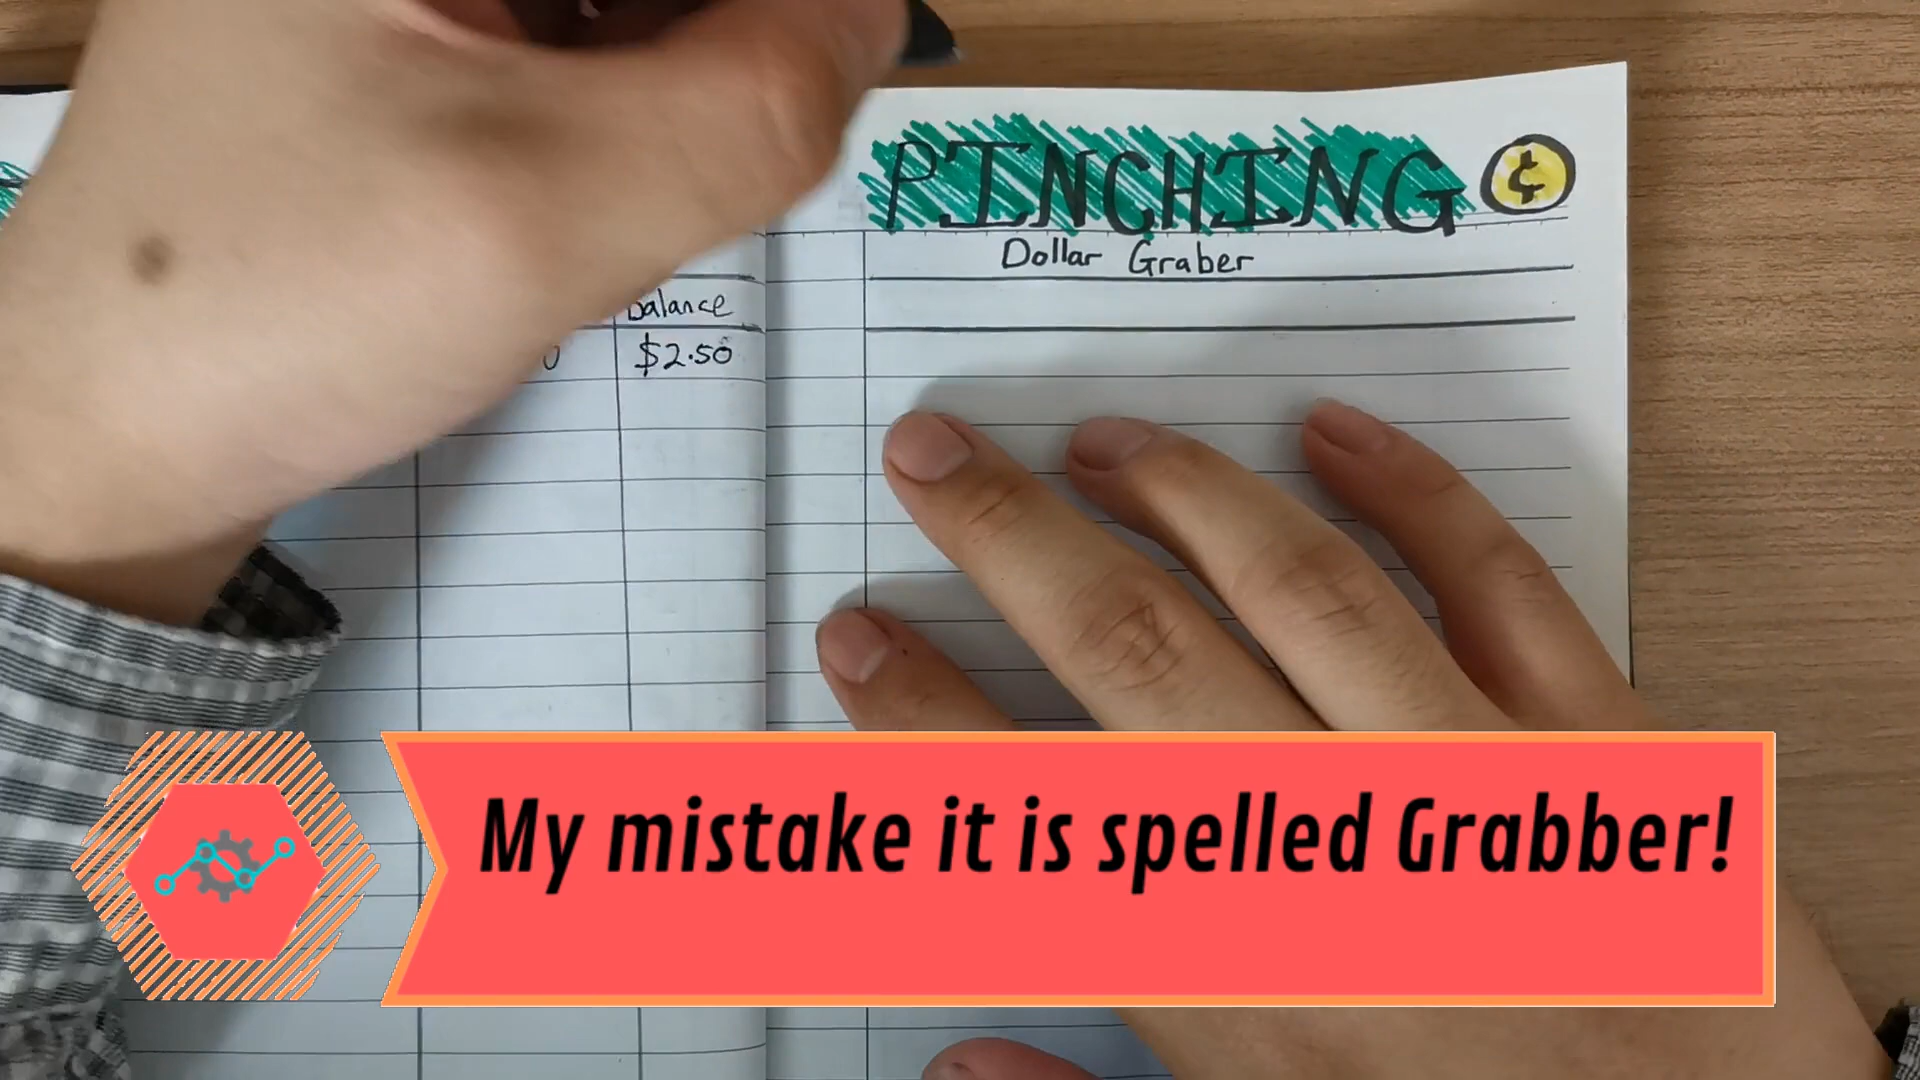 PINCHING ¢
Dollar Graber
balance
$2.50
My mistake it is spelled Grabber!